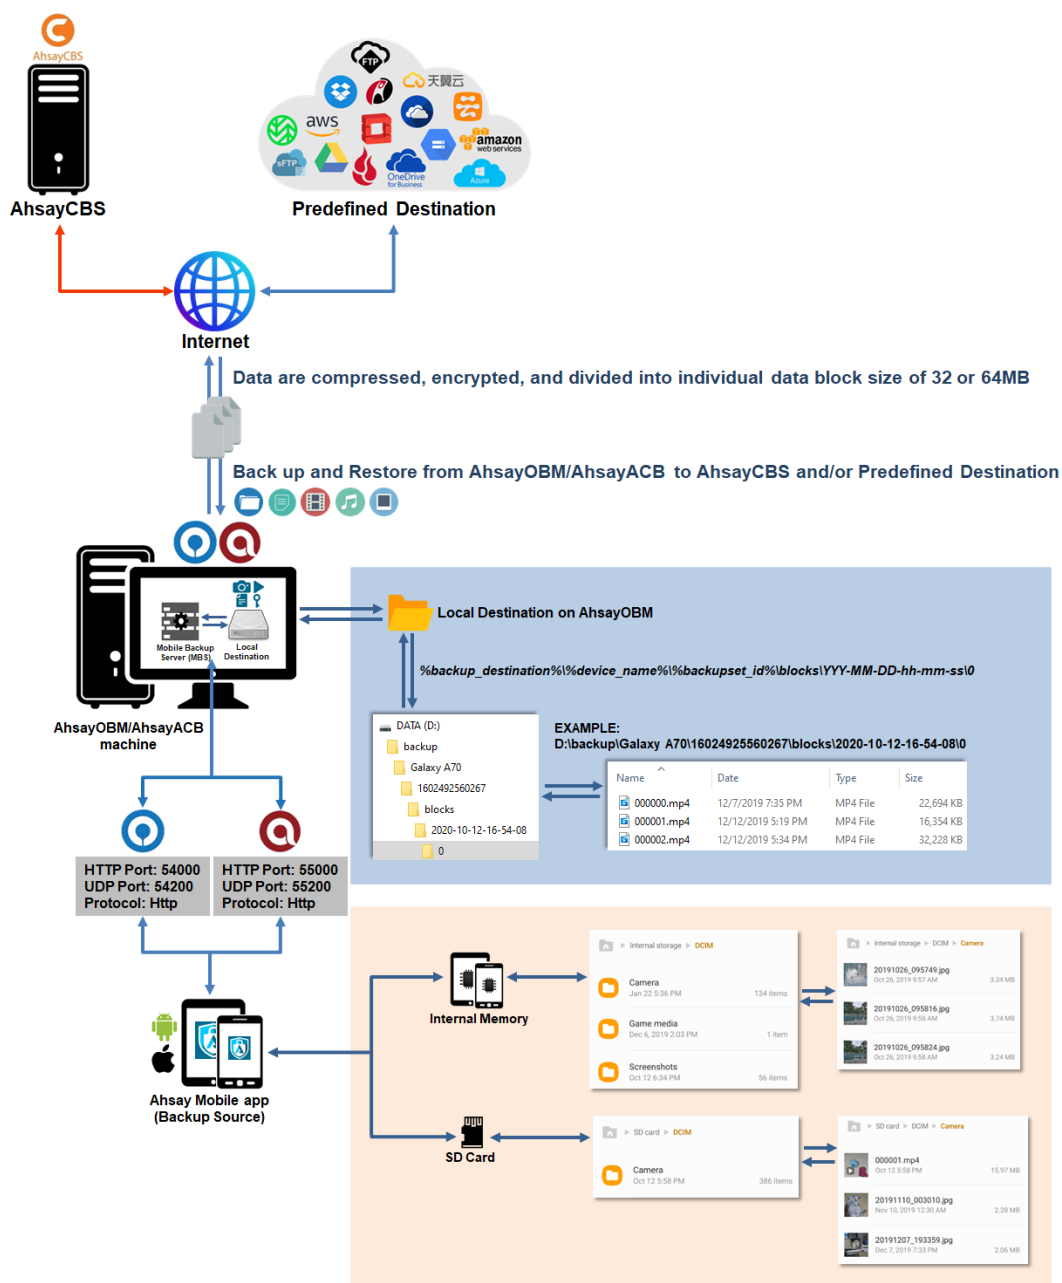 AhsayCBS
AhsayCBS
FTP
天翼云
aws
amazon
web services
sFTP
OneDrive
for Business
Azure
Predefined Destination
Internet
Data are compressed, encrypted, and divided into individual data block size of 32 or 64MB
Back up and Restore from AhsayOBM/AhsayACB to AhsayCBS and/or Predefined Destination
Mobile Backup
Server (MBS)
Local
Destination
AhsayOBM/AhsayACB
machine
Local Destination on AhsayOBM
%backup_destination%\%device_name%\%backupset_id%\blocks\YYY-MM-DD-hh-mm-ss\0
DATA (D:)
backup
Galaxy A70
1602492560267
blocks
2020-10-12-16-54-08
0
EXAMPLE:
D:\backup\Galaxy A70\16024925560267\blocks\2020-10-12-16-54-08\0
Name Date Type Size
000000.mp4 12/7/2019 7:35 PM MP4 File 22,694 KB
000001.mp4 12/12/2019 5:19 PM MP4 File 16,354 KB
000002.mp4 12/12/2019 5:34 PM MP4 File 32,228 KB
HTTP Port: 54000
UDP Port: 54200
Protocol: Http
HTTP Port: 55000
UDP Port: 55200
Protocol: Http
Ahsay Mobile app
(Backup Source)
Internal Memory
Internal storage DCIM
Camera
Jan 22 5:36 PM 134 items
Game media
Dec 6, 2019 2:03 PM 1 item
Screenshots
Oct 12 6:34 PM 56 items
Internal storage DCIM Camera
20191026_095749.jpg
Oct 26, 2019 9:57 AM 3.34 MB
20191026_095816.jpg
Oct 26, 2019 9:58 AM 3.74 MB
20191026_095824.jpg
Oct 26, 2019 9:58 AM 3.24 MB
SD Card
SD card DCIM
Camera
Oct 12 5:58 PM 386 items
SD card DCIM Camera
000001.mp4
Oct 12 5:58 PM 15.97 MB
20191110_003010.jpg
Nov 10, 2019 12:30 AM 2.28 MB
20191207_193359.jpg
Dec 7, 2019 7:33 PM 2.06 MB